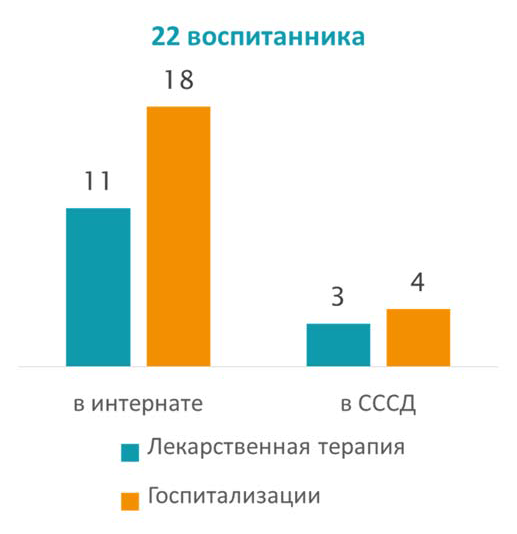 22 воспитанника
18
11
4
3
в интернате
в СССД
Лекарственная терапия
Госпитализации